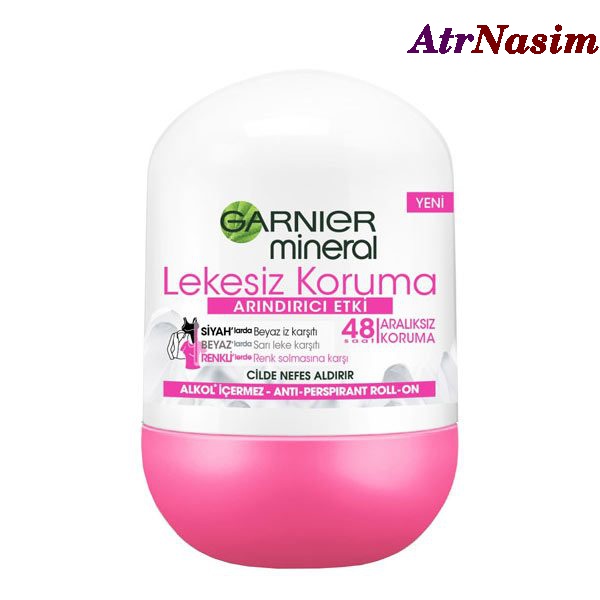 AtrNasim
YENİ
GARNIER
mineral
Lekesiz Koruma
ARINDIRICI ETKİ
SİYAH'larda Beyaz iz karşıtı
BEYAZ'larda Sarı leke karşıtı
RENKLİ'lerde Renk solmasına karşı
48 saat ARALIKSIZ KORUMA
CİLDE NEFES ALDIRIR
ALKOL* İÇERMEZ - ANTI-PERSPIRANT ROLL-ON